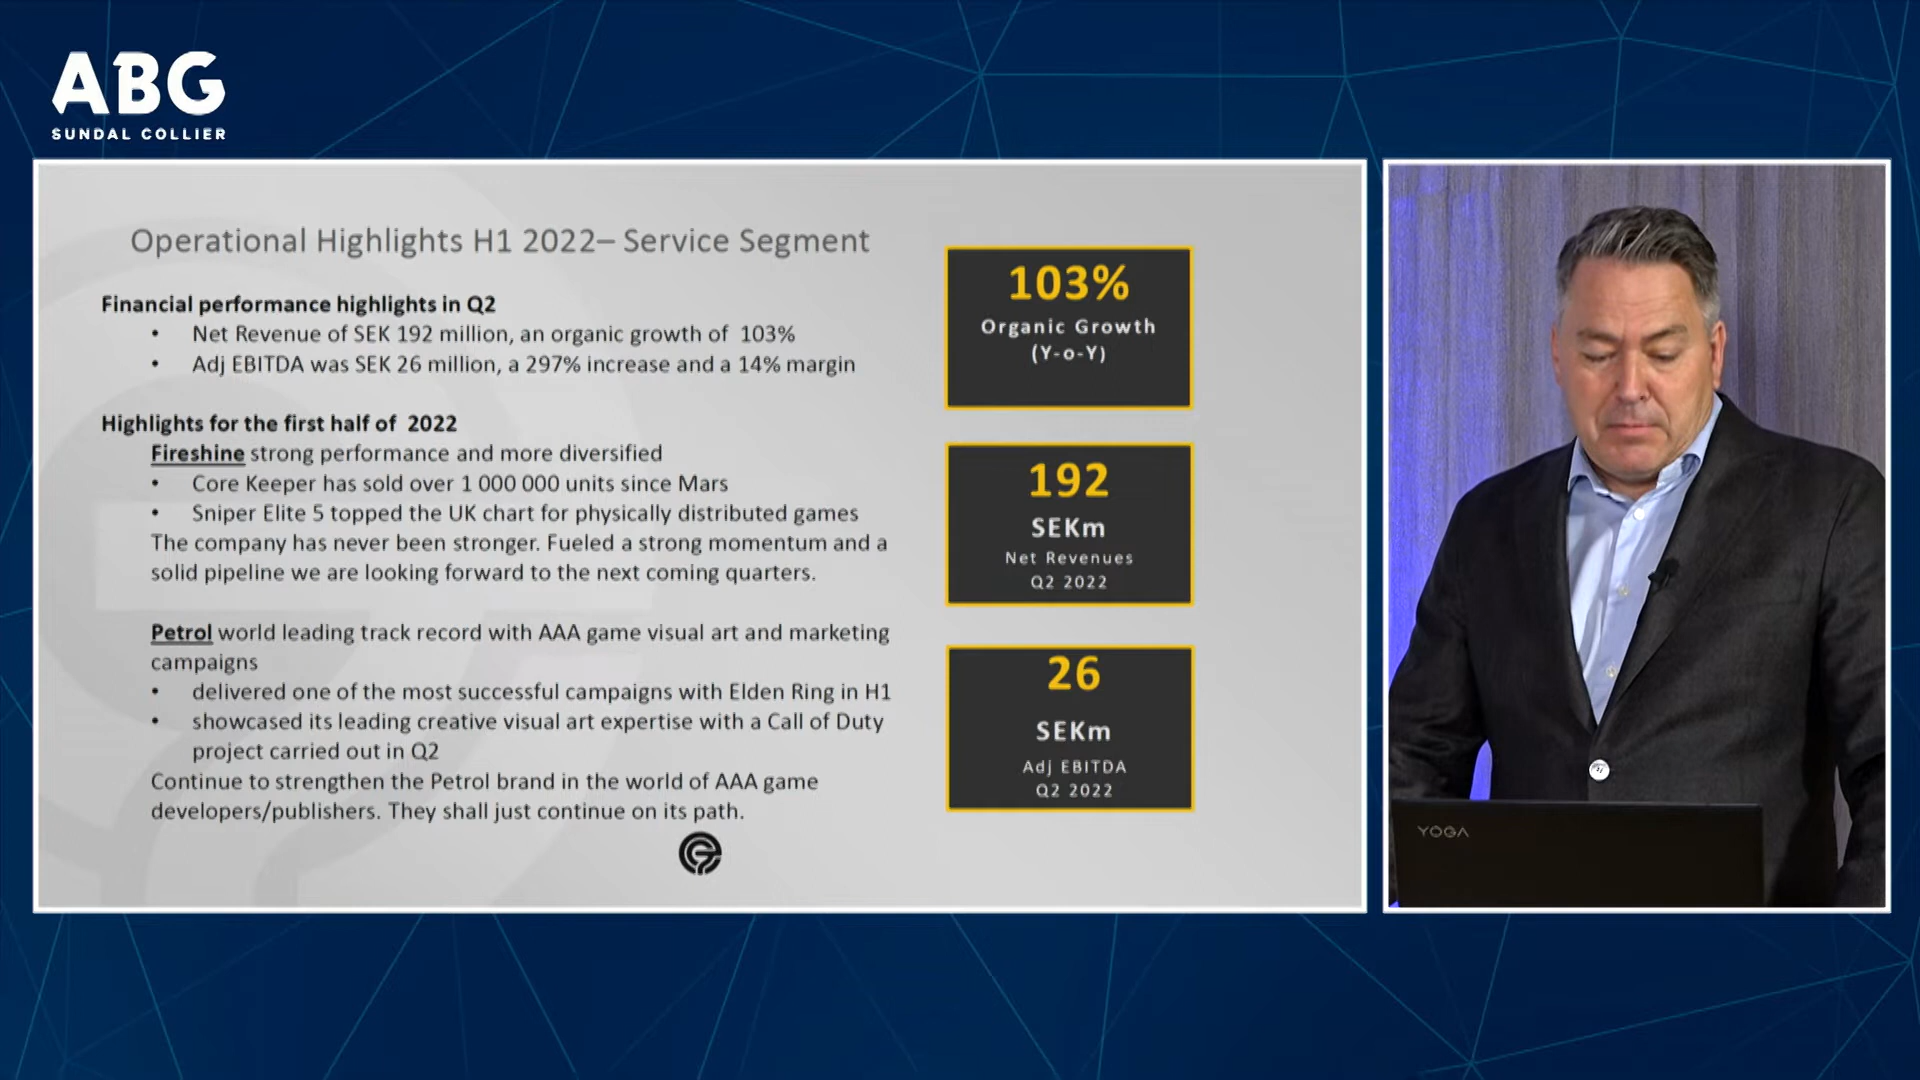 ABG
SUNDAL COLLIER
Operational Highlights H1 2022– Service Segment
Financial performance highlights in Q2
• Net Revenue of SEK 192 million, an organic growth of 103%
• Adj EBITDA was SEK 26 million, a 297% increase and a 14% margin
Highlights for the first half of 2022
Fireshine strong performance and more diversified
• Core Keeper has sold over 1 000 000 units since Mars
• Sniper Elite 5 topped the UK chart for physically distributed games
The company has never been stronger. Fueled a strong momentum and a
solid pipeline we are looking forward to the next coming quarters.
Petrol world leading track record with AAA game visual art and marketing
campaigns
• delivered one of the most successful campaigns with Elden Ring in H1
• showcased its leading creative visual art expertise with a Call of Duty
project carried out in Q2
Continue to strengthen the Petrol brand in the world of AAA game
developers/publishers. They shall just continue on its path.
103%
Organic Growth
(Y-o-Y)
192
SEKm
Net Revenues
Q2 2022
26
SEKm
Adj EBITDA
Q2 2022
YOGA